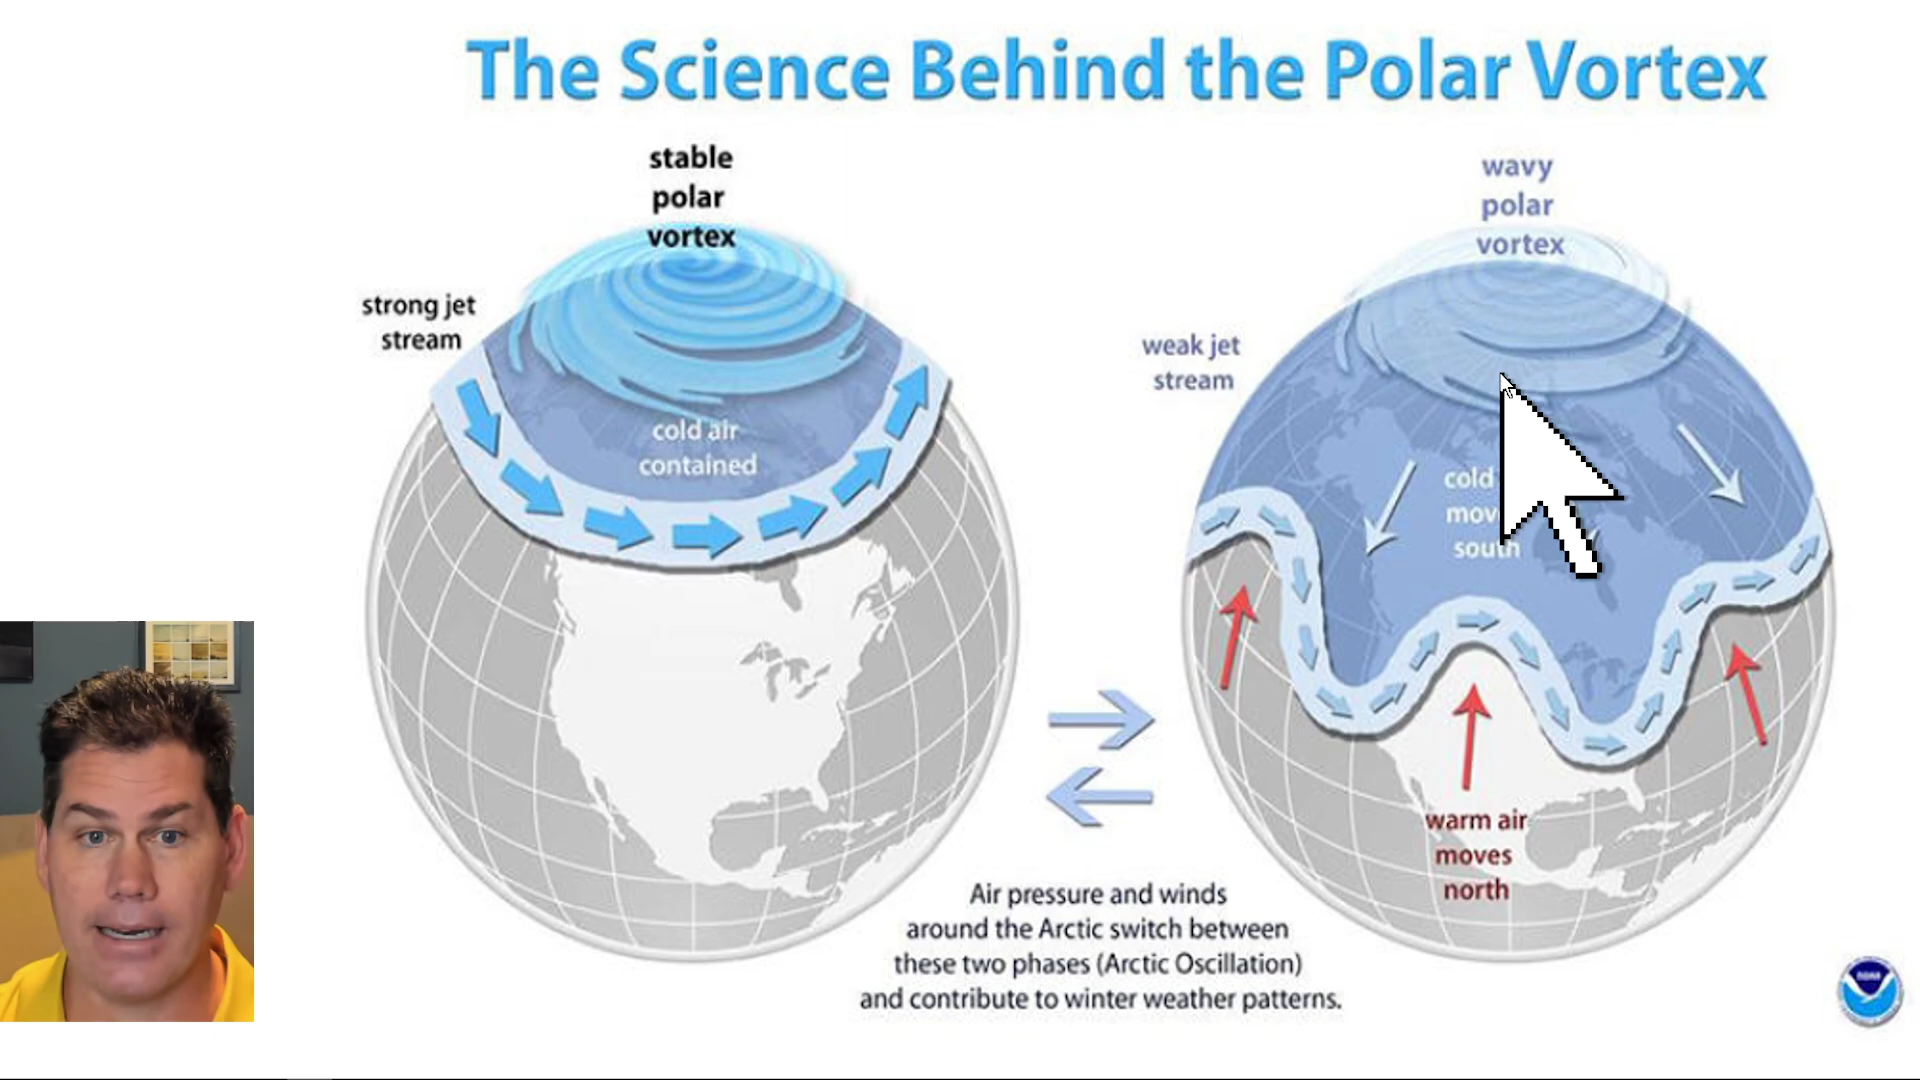 The Science Behind the Polar Vortex
stable
polar
vortex
strong jet
stream
cold air
contained
wavy
polar
vortex
weak jet
stream
cold
south
warm air
moves
north
Air pressure and winds
around the Arctic switch between
these two phases (Arctic Oscillation)
and contribute to winter weather patterns.